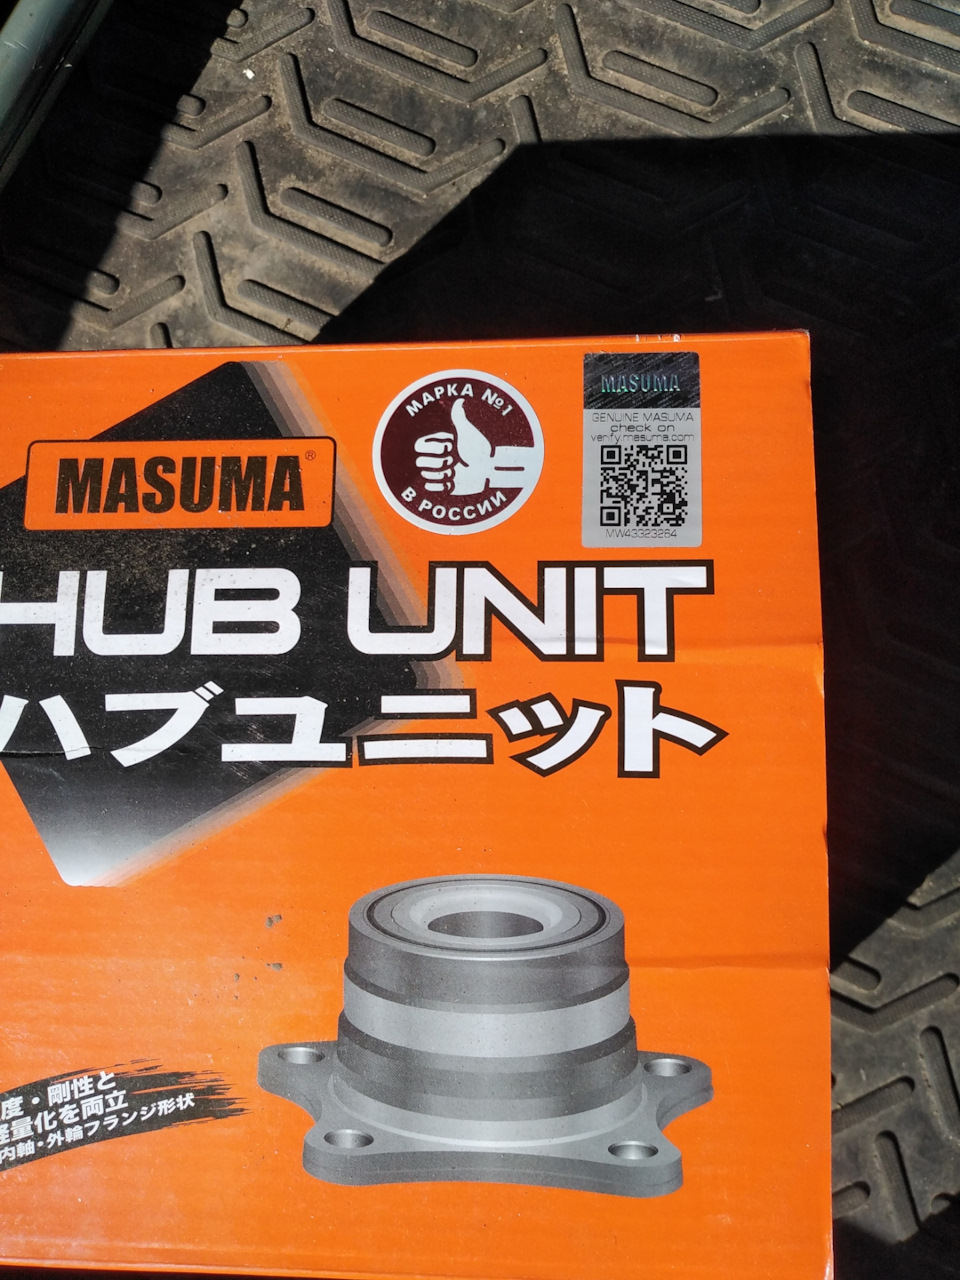 MASUMA®
МАРКА №1
В РОССИИ
MASUMA
GENUINE MASUMA
check on
verify.masuma.com
MW43323264
HUB UNIT
ハブユニット
度・剛性と
軽量化を両立
内軸・外輪フランジ形状